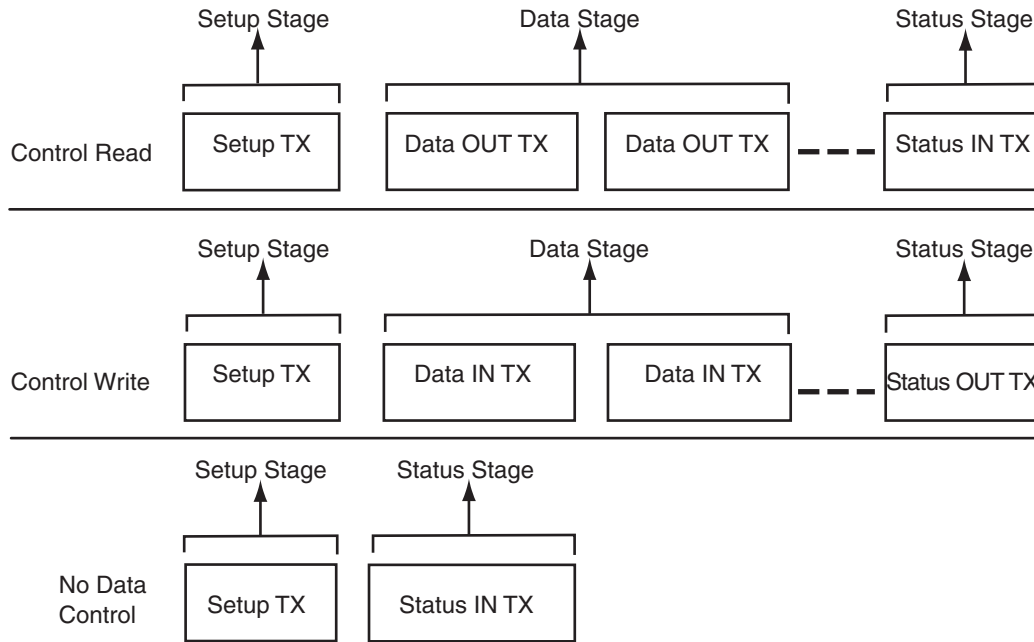 Setup Stage Data Stage Status Stage
Control Read Setup TX Data OUT TX Data OUT TX Status IN TX
Setup Stage Data Stage Status Stage
Control Write Setup TX Data IN TX Data IN TX Status OUT TX
Setup Stage Status Stage
No Data
Control
Setup TX Status IN TX